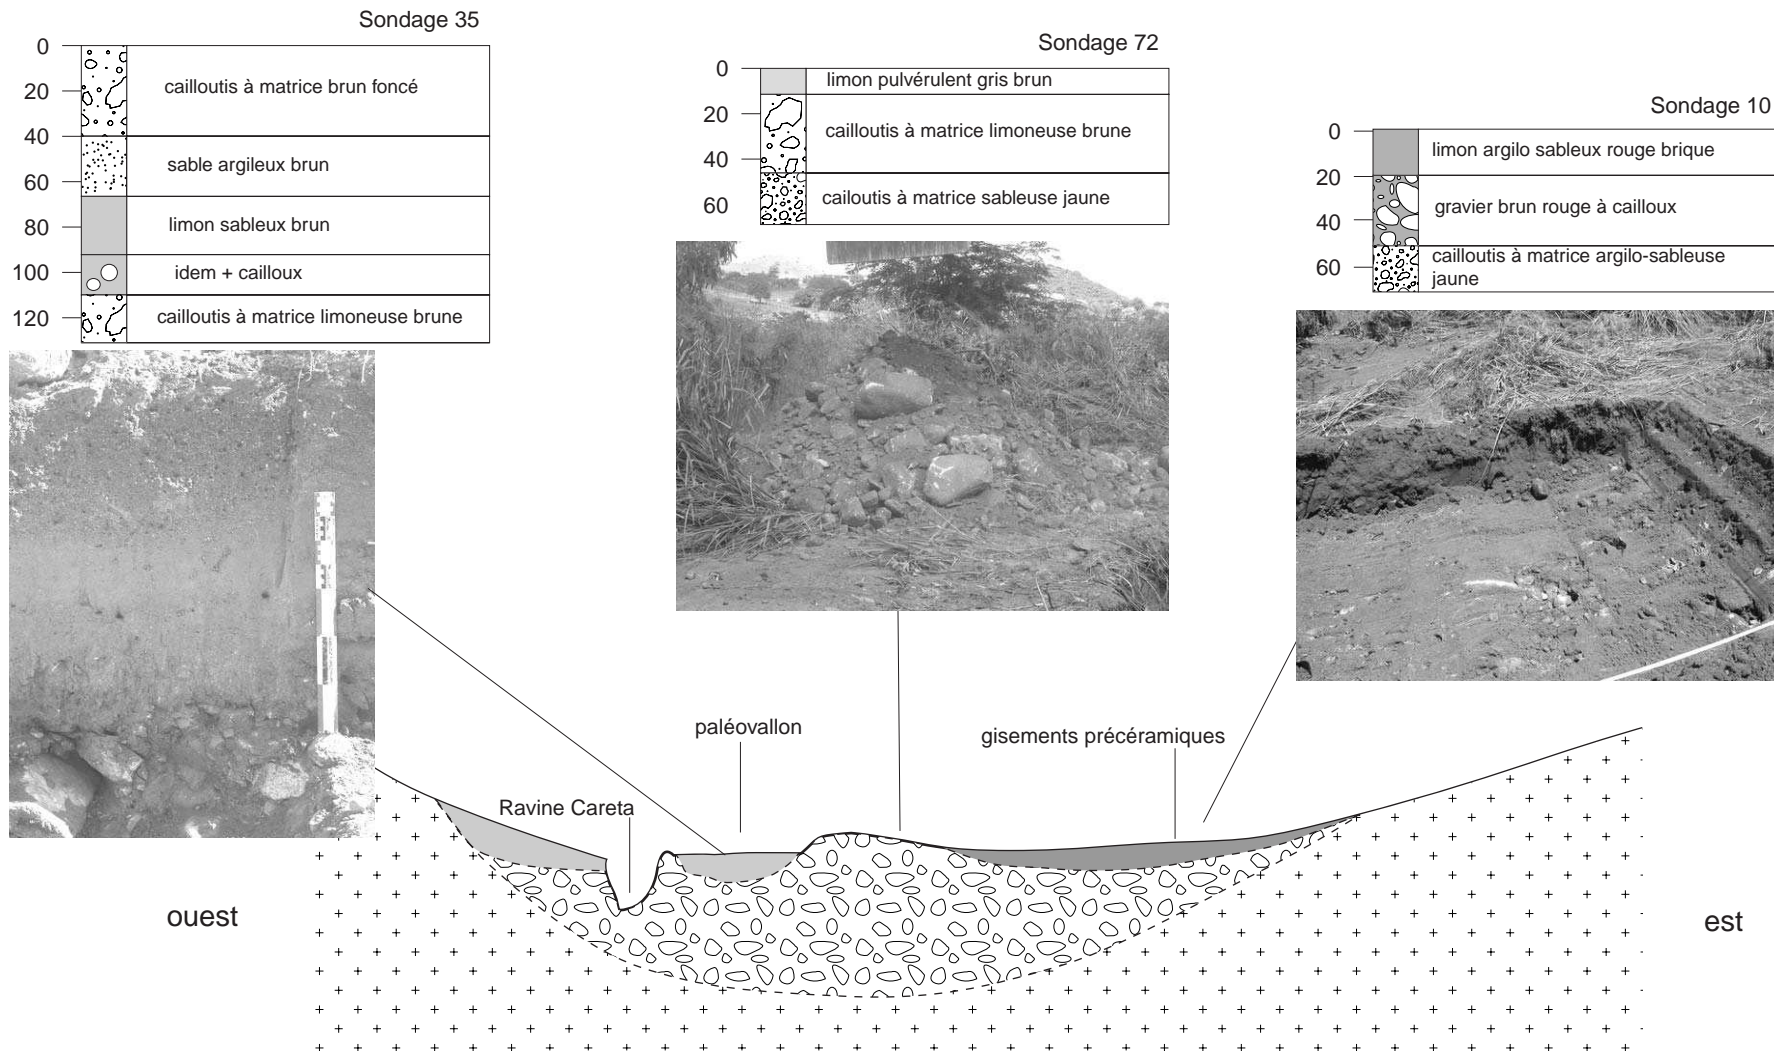 Sondage 35
0
20
40
60
80
100
120
cailloutis à matrice brun foncé
sable argileux brun
limon sableux brun
idem + cailloux
cailloutis à matrice limoneuse brune
Sondage 72
0
20
40
60
limon pulvérulent gris brun
cailloutis à matrice limoneuse brune
cailoutis à matrice sableuse jaune
Sondage 10
0
20
40
60
limon argilo sableux rouge brique
gravier brun rouge à cailloux
cailloutis à matrice argilo-sableuse
jaune
paléovallon
gisements précéramiques
Ravine Careta
ouest
est